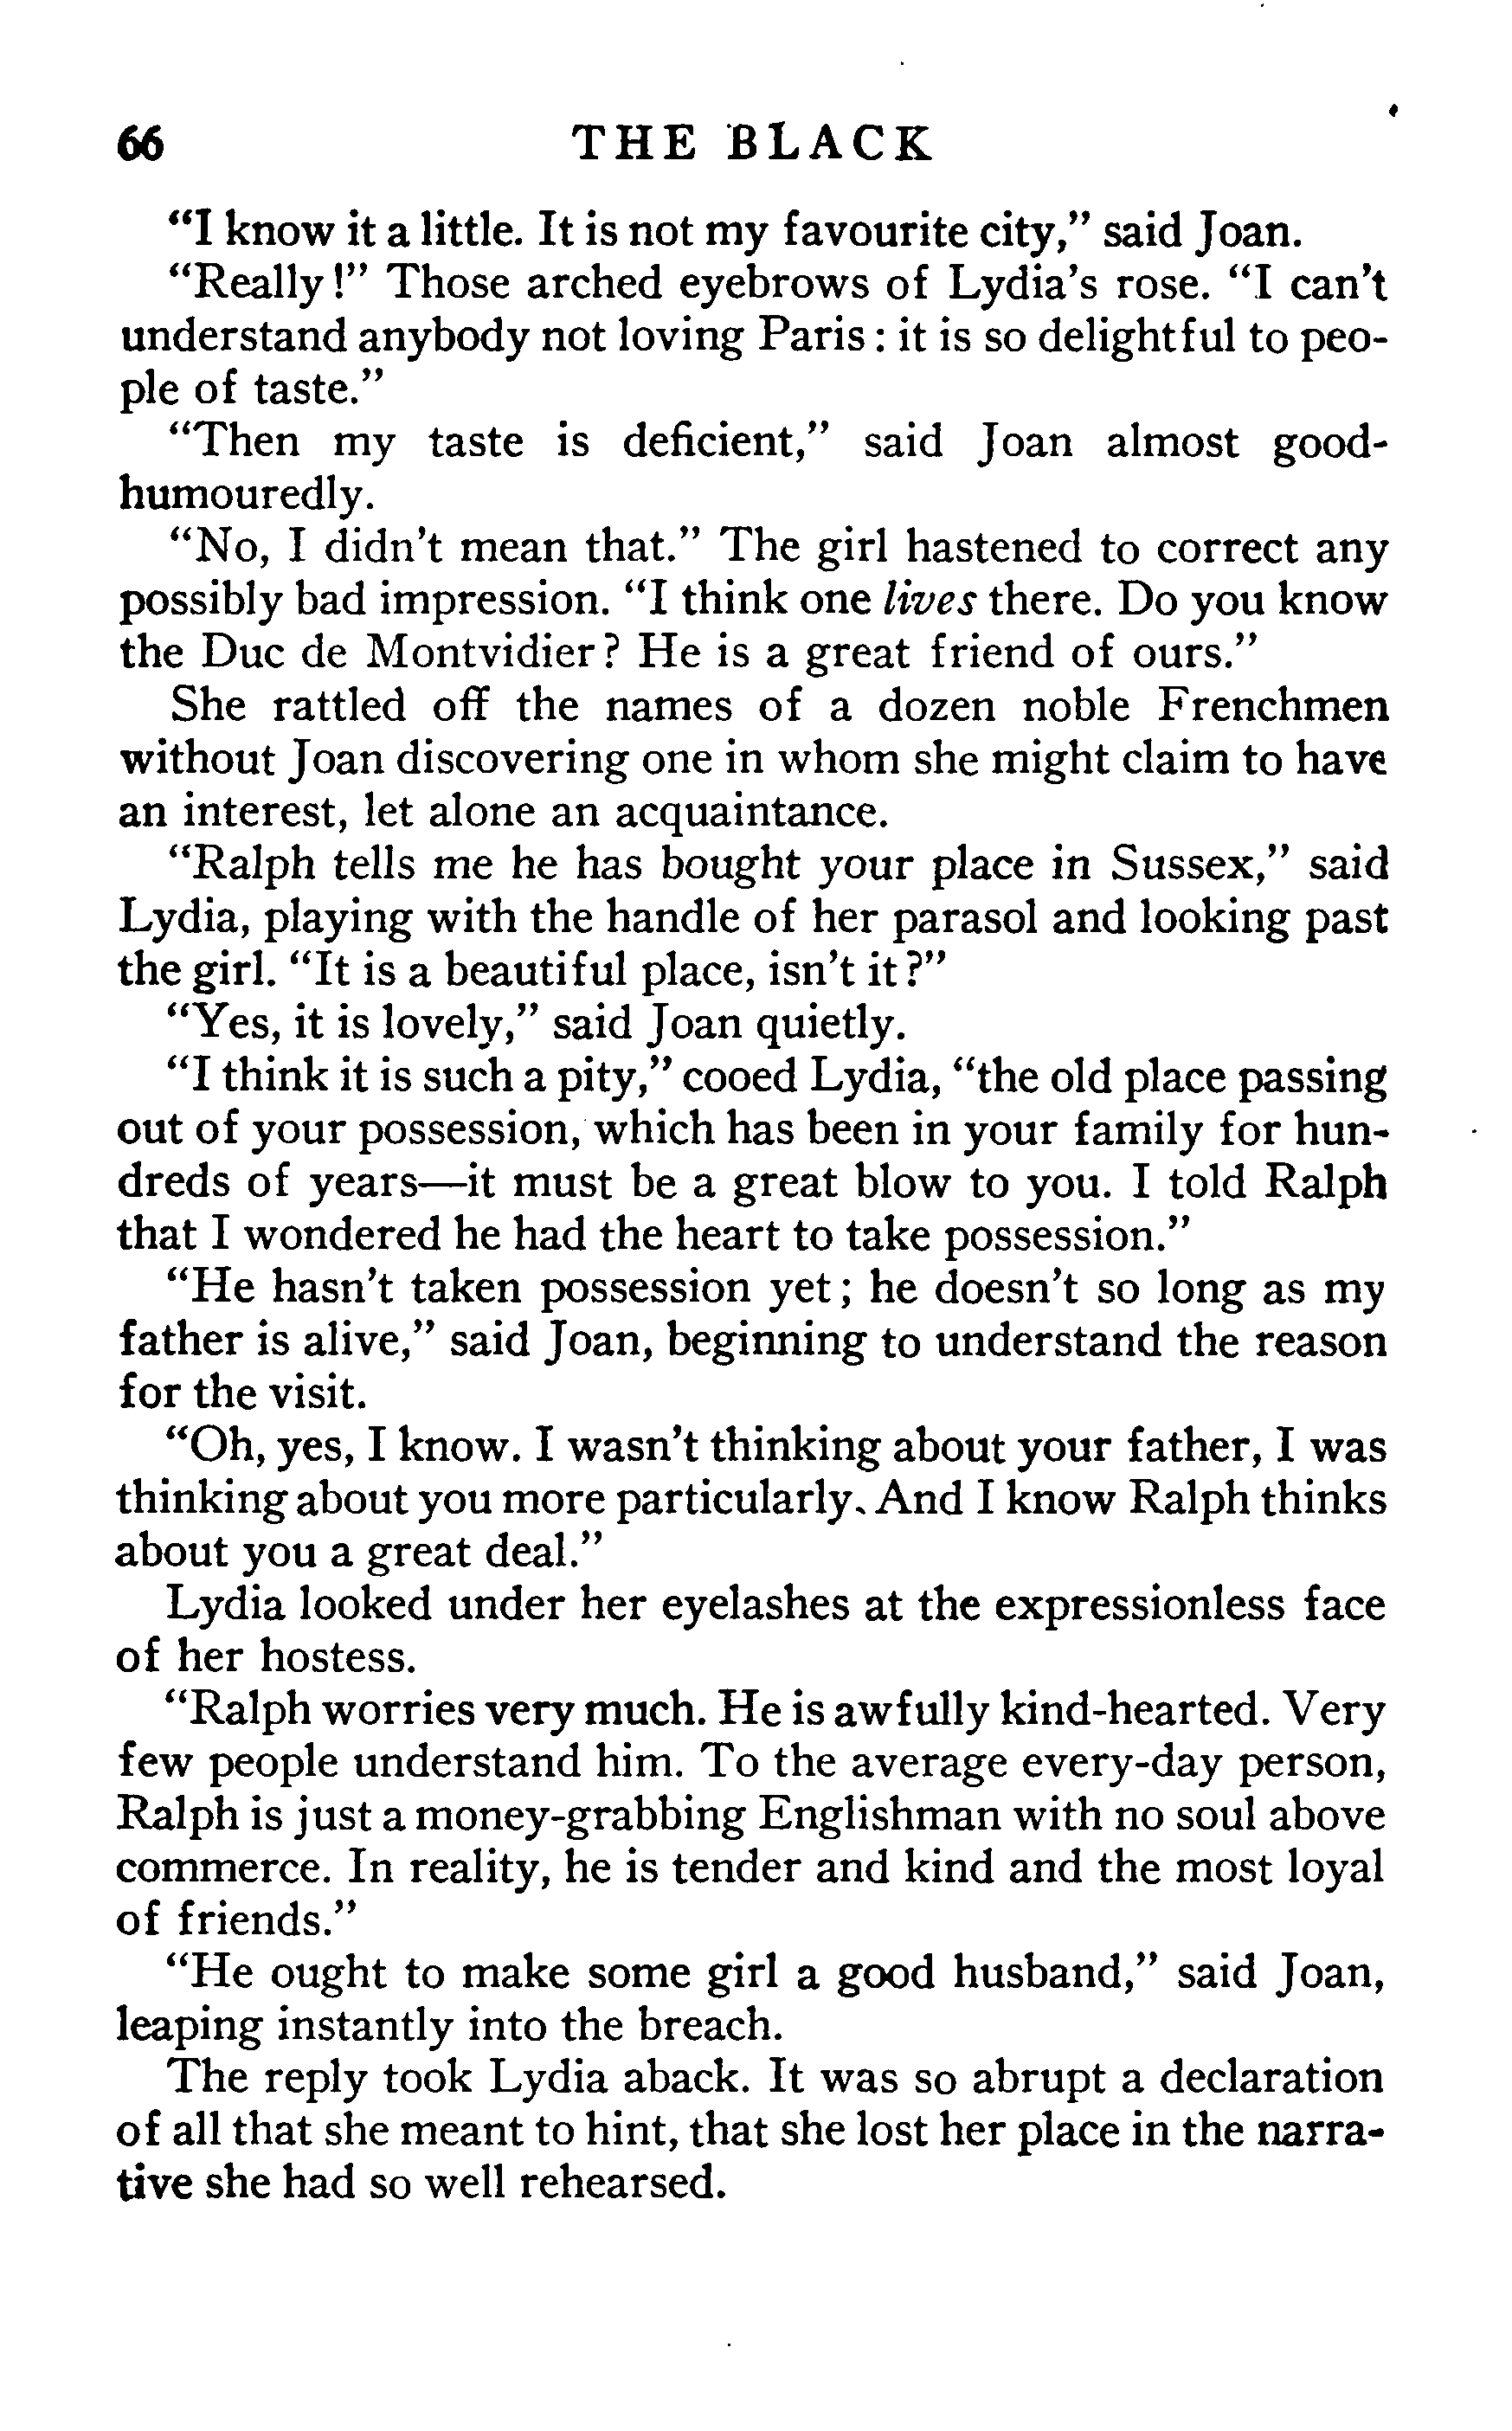 66 THE BLACK
"I know it a little. It is not my favourite city," said Joan.
"Really!" Those arched eyebrows of Lydia's rose. "I can't
understand anybody not loving Paris: it is so delightful to peo-
ple of taste."
"Then my taste is deficient," said Joan almost good-
humouredly.
"No, I didn't mean that." The girl hastened to correct any
possibly bad impression. "I think one lives there. Do you know
the Duc de Montvidier? He is a great friend of ours."
She rattled off the names of a dozen noble Frenchmen
without Joan discovering one in whom she might claim to have
an interest, let alone an acquaintance.
"Ralph tells me he has bought your place in Sussex," said
Lydia, playing with the handle of her parasol and looking past
the girl. "It is a beautiful place, isn't it?"
"Yes, it is lovely," said Joan quietly.
"I think it is such a pity," cooed Lydia, "the old place passing
out of your possession, which has been in your family for hun-
dreds of years—it must be a great blow to you. I told Ralph
that I wondered he had the heart to take possession."
"He hasn't taken possession yet; he doesn't so long as my
father is alive," said Joan, beginning to understand the reason
for the visit.
"Oh, yes, I know. I wasn't thinking about your father, I was
thinking about you more particularly. And I know Ralph thinks
about you a great deal."
Lydia looked under her eyelashes at the expressionless face
of her hostess.
"Ralph worries very much. He is awfully kind-hearted. Very
few people understand him. To the average every-day person,
Ralph is just a money-grabbing Englishman with no soul above
commerce. In reality, he is tender and kind and the most loyal
of friends."
"He ought to make some girl a good husband," said Joan,
leaping instantly into the breach.
The reply took Lydia aback. It was so abrupt a declaration
of all that she meant to hint, that she lost her place in the narra-
tive she had so well rehearsed.